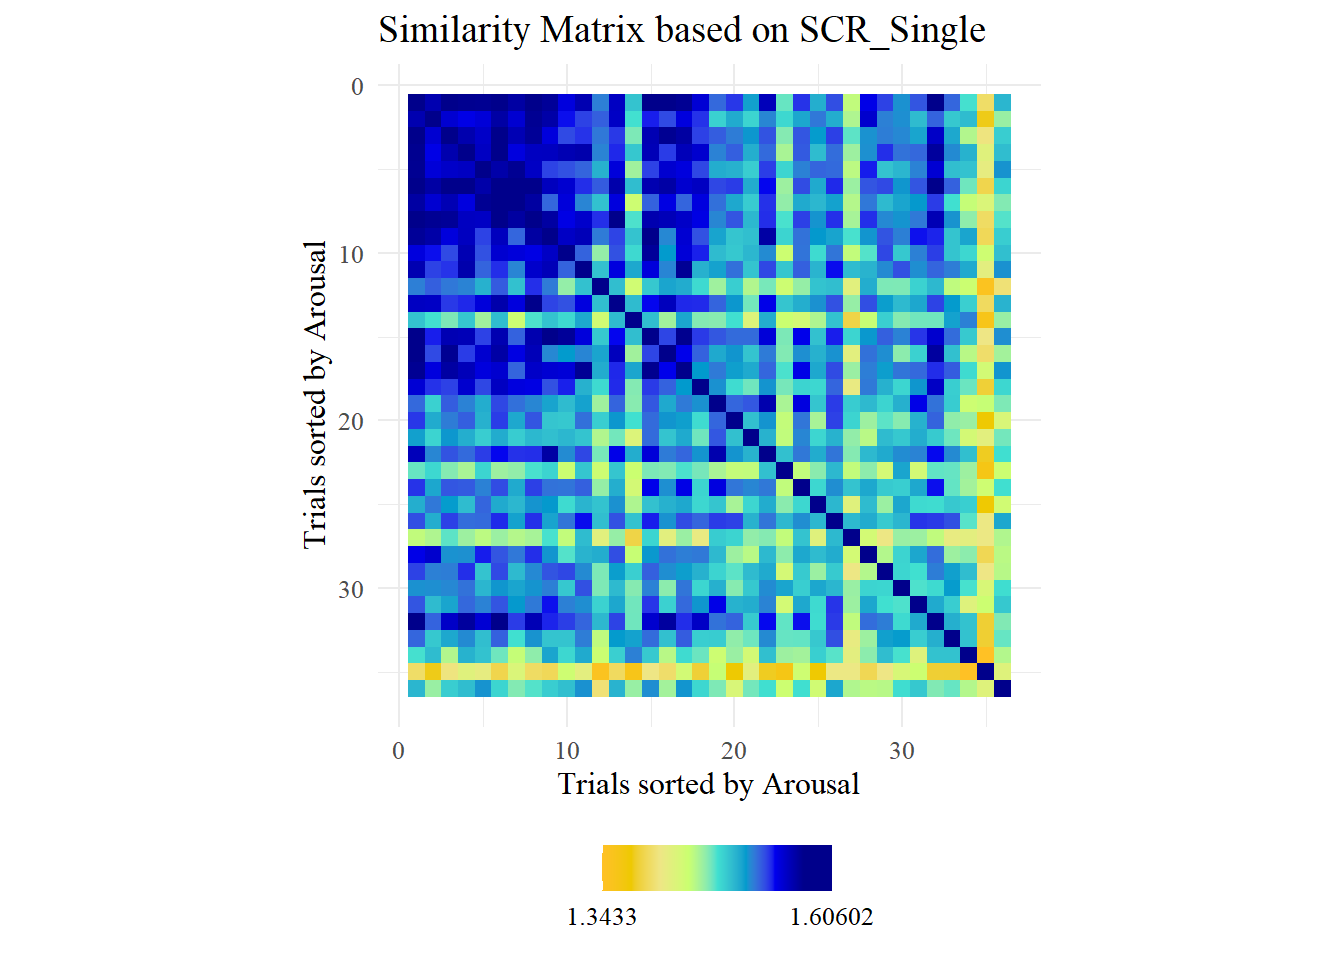 Similarity Matrix based on SCR_Single
0
10
20
30
Trials sorted by Arousal
0 10 20 30
Trials sorted by Arousal
1.3433 1.60602